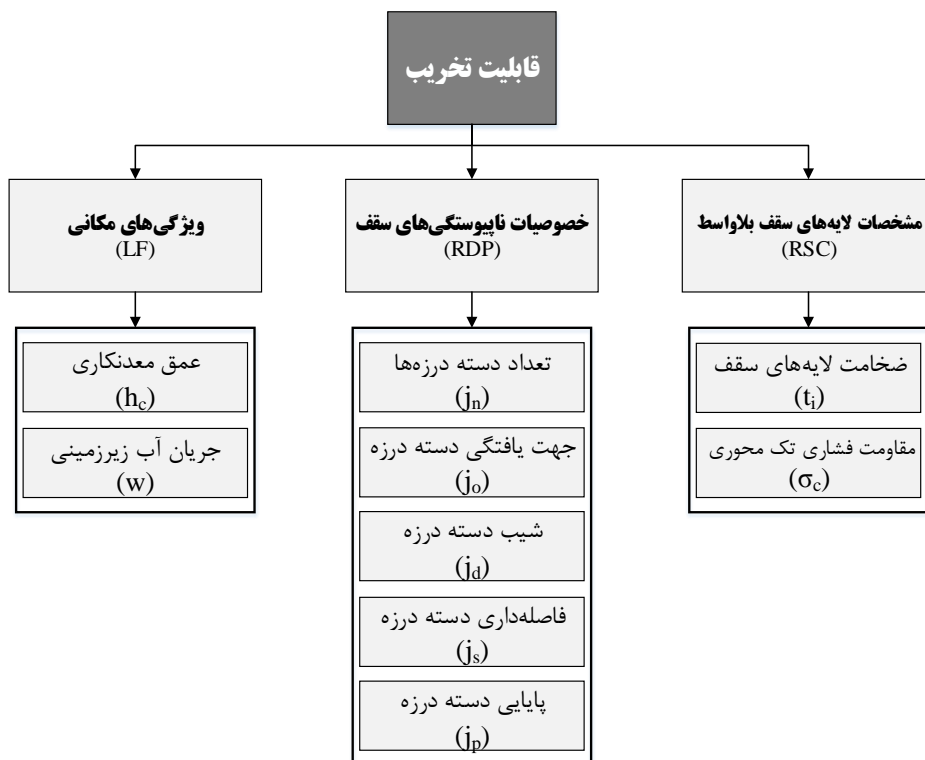 قابلیت تخریب
مشخصات لایه‌های سقف بلاواسط
(RSC)
ضخامت لایه‌های سقف
(tᵢ)
مقاومت فشاری تک محوری
(σc)
خصوصیات ناپیوستگی‌های سقف
(RDP)
تعداد دسته درزه‌ها
(jn)
جهت یافتگی دسته درزه
(jo)
شیب دسته درزه
(jd)
فاصله‌داری دسته درزه
(js)
پایایی دسته درزه
(jp)
ویژگی‌های مکانی
(LF)
عمق معدنکاری
(hc)
جریان آب زیرزمینی
(w)